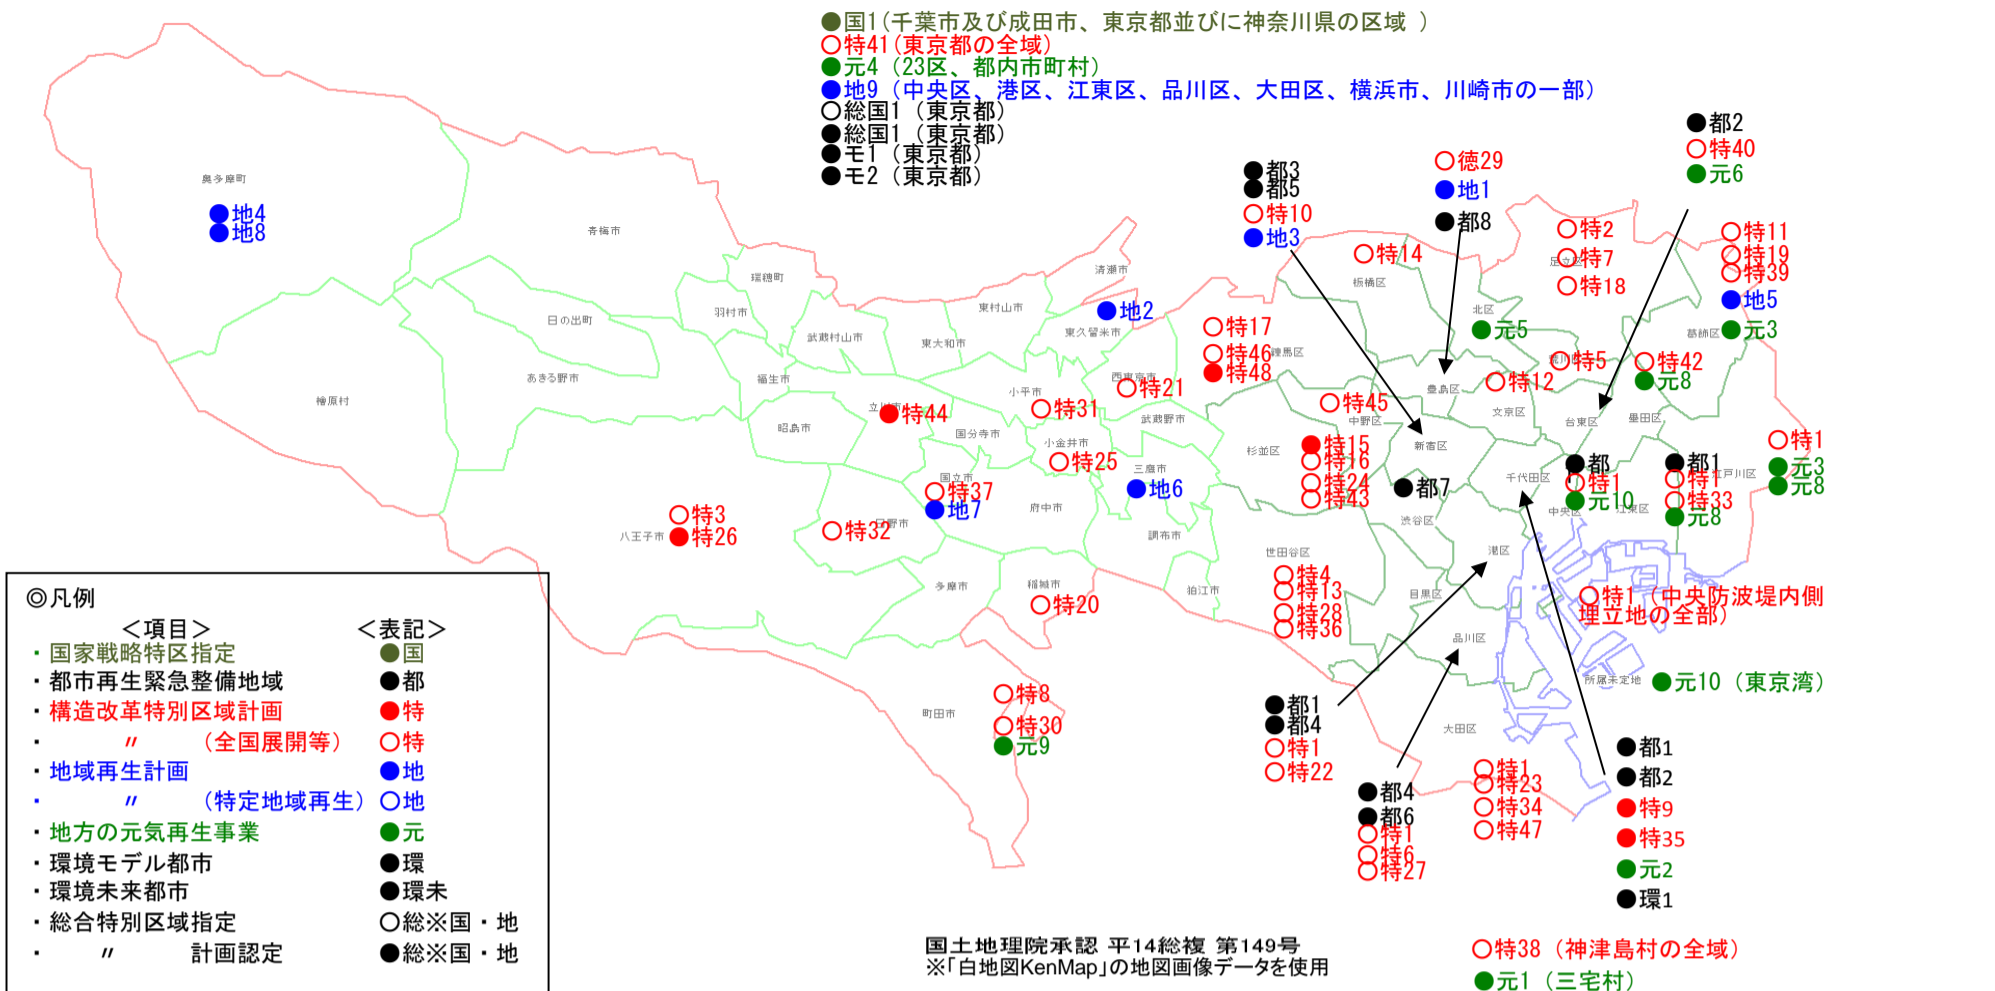 ●国1(千葉市及び成田市、東京都並びに神奈川県の区域 )
○特41(東京都の全域)
●元4（23区、都内市町村）
●地9（中央区、港区、江東区、品川区、大田区、横浜市、川崎市の一部）
○総国1（東京都）
●総国1（東京都）
●モ1（東京都）
●モ2（東京都）
●都2
○特40
●元6
●都3
●都5
○特10
●地3
○徳29
●地1
●都8
奥多摩町
●地4
●地8
青梅市
瑞穂町
羽村市
日の出町
あきる野市
檜原村
福生市
武蔵村山市
東大和市
東村山市
清瀬市
東久留米市
●地2
西東京市
○特21
小平市
○特31
立川市
●特44
昭島市
国分寺市
小金井市
○特25
武蔵野市
三鷹市
●地6
国立市
○特37
●地7
府中市
日野市
○特32
八王子市
○特3
●特26
調布市
狛江市
多摩市
稲城市
○特20
町田市
○特8
○特30
●元9
板橋区
○特14
練馬区
○特17
○特46
●特48
北区
●元5
足立区
○特2
○特7
○特18
葛飾区
○特11
○特19
○特39
●地5
●元3
荒川区
○特5
○特42
●元8
豊島区
文京区
○特12
台東区
墨田区
中野区
○特45
杉並区
●特15
○特16
○特24
○特43
新宿区
●都7
千代田区
中央区
●都
○特1
●元10
江東区
●都1
○特1
○特33
●元8
江戸川区
○特1
●元3
●元8
渋谷区
港区
世田谷区
○特4
○特13
○特28
○特36
目黒区
品川区
大田区
○特1（中央防波堤内側
埋立地の全部）
所属未定地
●元10（東京湾）
●都1
●都4
○特1
○特22
●都4
●都6
○特1
○特6
○特27
○特1
○特23
○特34
○特47
●都1
●都2
●特9
●特35
●元2
●環1
◎凡例
＜項目＞ ＜表記＞
・国家戦略特区指定 ●国
・都市再生緊急整備地域 ●都
・構造改革特別区域計画 ●特
・ 〃 （全国展開等） ○特
・地域再生計画 ●地
・ 〃 （特定地域再生） ○地
・地方の元気再生事業 ●元
・環境モデル都市 ●環
・環境未来都市 ●環未
・総合特別区域指定 ○総※国・地
・ 〃 計画認定 ●総※国・地
国土地理院承認 平14総複 第149号
※「白地図KenMap」の地図画像データを使用
○特38（神津島村の全域）
●元1（三宅村）